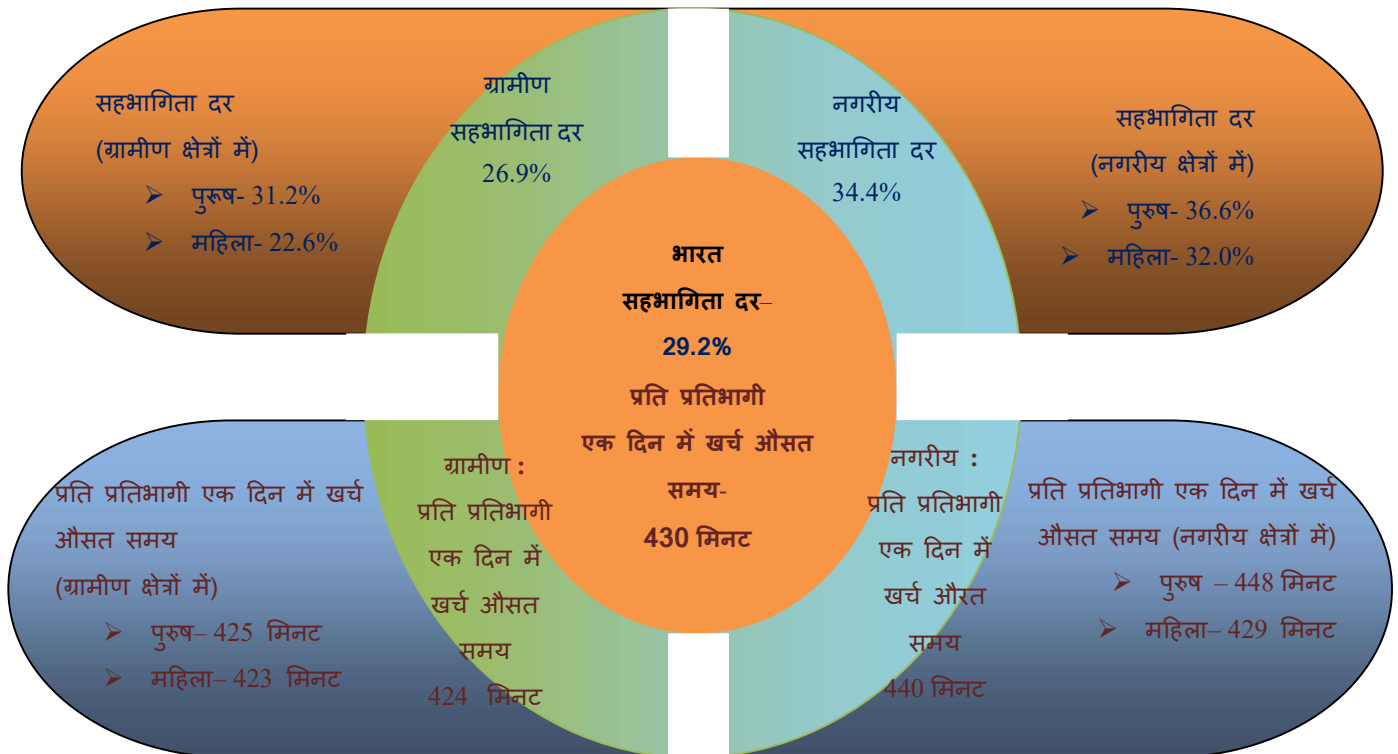 सहभागिता दर
(ग्रामीण क्षेत्रों में)
➢ पुरूष- 31.2%
➢ महिला- 22.6%
ग्रामीण
सहभागिता दर
26.9%
नगरीय
सहभागिता दर
34.4%
सहभागिता दर
(नगरीय क्षेत्रों में)
➢ पुरुष- 36.6%
➢ महिला- 32.0%
भारत
सहभागिता दर–
29.2%
प्रति प्रतिभागी
एक दिन में खर्च औसत
समय-
430 मिनट
प्रति प्रतिभागी एक दिन में खर्च
औसत समय
(ग्रामीण क्षेत्रों में)
➢ पुरुष– 425 मिनट
➢ महिला– 423 मिनट
ग्रामीण :
प्रति प्रतिभागी
एक दिन में
खर्च औसत
समय
424 मिनट
नगरीय :
प्रति प्रतिभागी
एक दिन में
खर्च औरत
समय
440 मिनट
प्रति प्रतिभागी एक दिन में खर्च
औसत समय (नगरीय क्षेत्रों में)
➢ पुरुष – 448 मिनट
➢ महिला– 429 मिनट